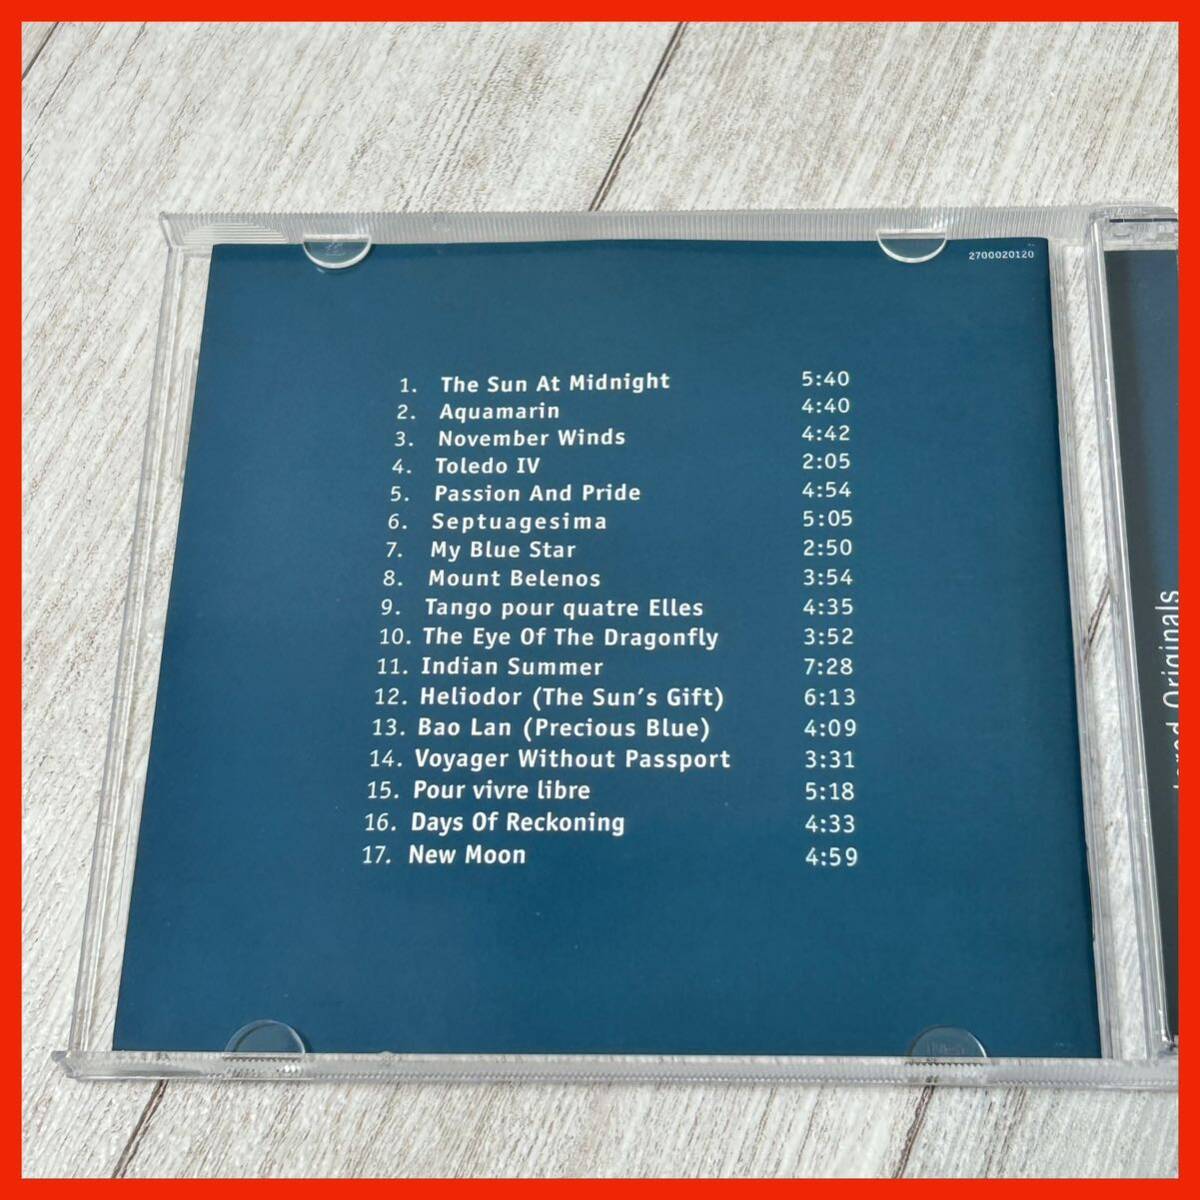 2700020120
1. The Sun At Midnight 5:40
2. Aquamarin 4:40
3. November Winds 4:42
4. Toledo IV 2:05
5. Passion And Pride 4:54
6. Septuagesima 5:05
7. My Blue Star 2:50
8. Mount Belenos 3:54
9. Tango pour quatre Elles 4:35
10. The Eye Of The Dragonfly 3:52
11. Indian Summer 7:28
12. Heliodor (The Sun's Gift) 6:13
13. Bao Lan (Precious Blue) 4:09
14. Voyager Without Passport 3:31
15. Pour vivre libre 5:18
16. Days Of Reckoning 4:33
17. New Moon 4:59
Originals